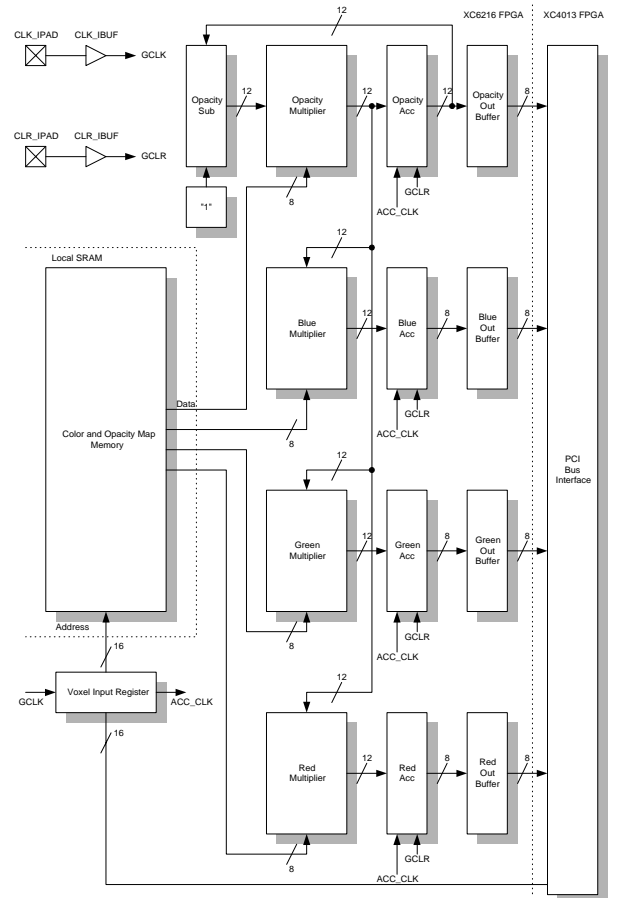 12
XC6216 FPGA
XC4013 FPGA
CLK_IPAD
CLK_IBUF
GCLK
Opacity
Sub
12
Opacity
Multiplier
12
Opacity
Acc
12
Opacity
Out
Buffer
8
CLR_IPAD
CLR_IBUF
GCLR
"1"
8
GCLR
ACC_CLK
12
Local SRAM
Blue
Multiplier
12
Blue
Acc
8
Blue
Out
Buffer
8
Data
GCLR
ACC_CLK
8
Color and Opacity Map
Memory
12
PCI
Bus
Interface
Green
Multiplier
12
Green
Acc
8
Green
Out
Buffer
8
Address
8
GCLR
ACC_CLK
16
GCLK
Voxel Input Register
ACC_CLK
12
16
Red
Multiplier
12
Red
Acc
8
Red
Out
Buffer
8
8
GCLR
ACC_CLK